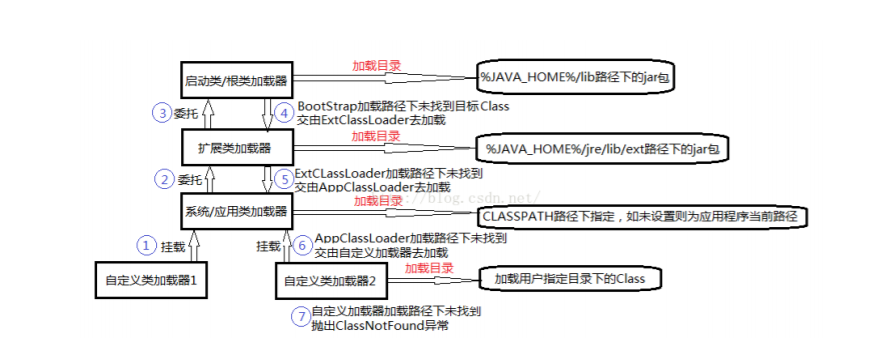 加载目录
启动类/根类加载器
%JAVA_HOME%/lib路径下的jar包
③ 委托
④ BootStrap加载路径下未找到目标Class
交由ExtClassLoader去加载
加载目录
扩展类加载器
%JAVA_HOME%/jre/lib/ext路径下的jar包
② 委托
⑤ ExtCLassLoader加载路径下未找到
交由AppClassLoader去加载
加载目录
blog.csdn.net/
系统/应用类加载器
CLASSPATH路径下指定，如未设置则为应用程序当前路径
① 挂载
挂载
⑥ AppClassLoader加载路径下未找到
交由自定义加载器去加载
加载目录
自定义类加载器1
自定义类加载器2
加载用户指定目录下的Class
⑦ 自定义加载器加载路径下未找到
抛出ClassNotFound异常